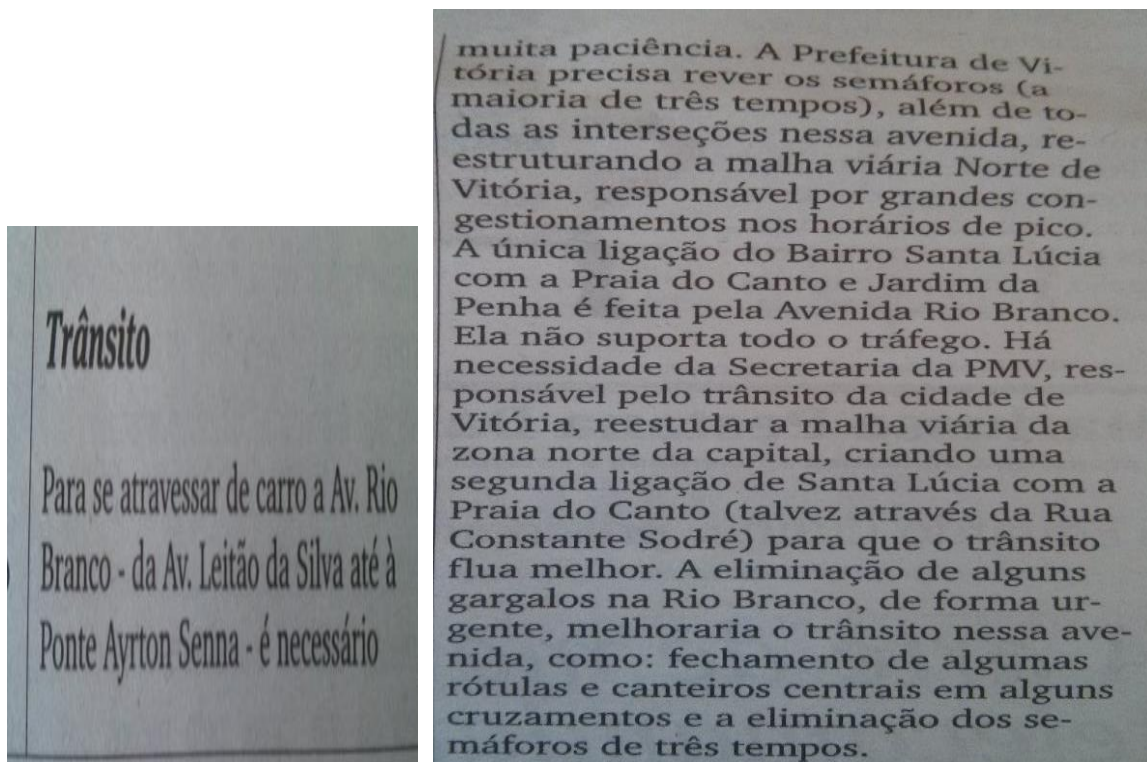 Trânsito
Para se atravessar de carro a Av. Rio
Branco - da Av. Leitão da Silva até à
Ponte Ayrton Senna - é necessário
muita paciência. A Prefeitura de Vi-
tória precisa rever os semáforos (a
maioria de três tempos), além de to-
das as interseções nessa avenida, re-
estruturando a malha viária Norte de
Vitória, responsável por grandes con-
gestionamentos nos horários de pico.
A única ligação do Bairro Santa Lúcia
com a Praia do Canto e Jardim da
Penha é feita pela Avenida Rio Branco.
Ela não suporta todo o tráfego. Há
necessidade da Secretaria da PMV, res-
ponsável pelo trânsito da cidade de
Vitória, reestudar a malha viária da
zona norte da capital, criando uma
segunda ligação de Santa Lúcia com a
Praia do Canto (talvez através da Rua
Constante Sodré) para que o trânsito
flua melhor. A eliminação de alguns
gargalos na Rio Branco, de forma ur-
gente, melhoraria o trânsito nessa ave-
nida, como: fechamento de algumas
rótulas e canteiros centrais em alguns
cruzamentos e a eliminação dos se-
máforos de três tempos.